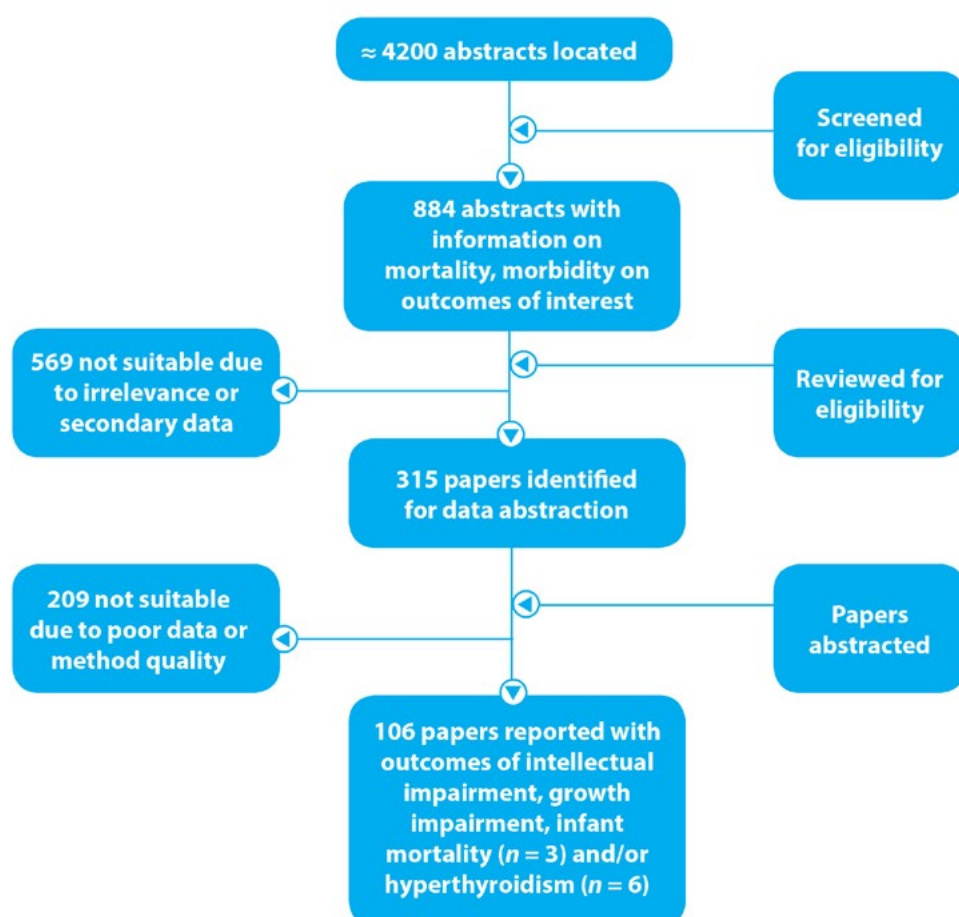 ≈ 4200 abstracts located
Screened
for eligibility
884 abstracts with
information on
mortality, morbidity on
outcomes of interest
569 not suitable due
to irrelevance or
secondary data
Reviewed for
eligibility
315 papers identified
for data abstraction
209 not suitable
due to poor data or
method quality
Papers
abstracted
106 papers reported with
outcomes of intellectual
impairment, growth
impairment, infant
mortality (n = 3) and/or
hyperthyroidism (n = 6)